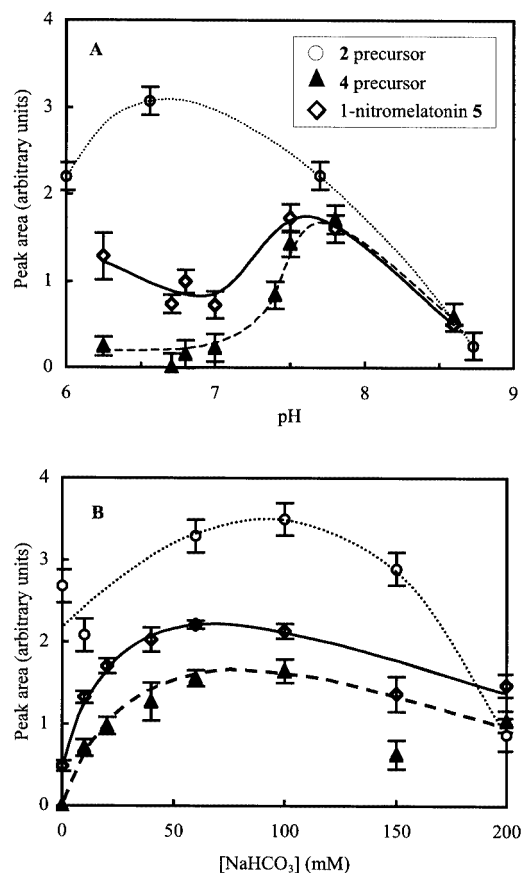 A
2 precursor
4 precursor
1-nitromelatonin 5
4
3
2
1
0
Peak area (arbitrary units)
6
7
8
9
pH
B
4
3
2
1
0
Peak area (arbitrary units)
0
50
100
150
200
[NaHCO₃] (mM)